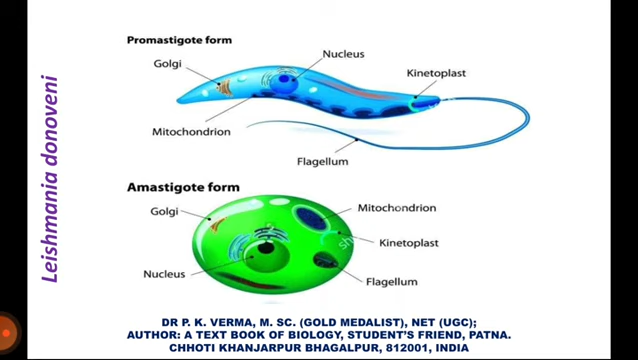 Leishmania donoveni
Promastigote form
Nucleus
Golgi
Kinetoplast
Mitochondrion
Flagellum
Amastigote form
Golgi
Mitochondrion
Kinetoplast
Nucleus
Flagellum
DR P. K. VERMA, M. SC. (GOLD MEDALIST), NET (UGC);
AUTHOR: A TEXT BOOK OF BIOLOGY, STUDENT'S FRIEND, PATNA.
CHHOTI KHANJARPUR BHAGALPUR, 812001, INDIA